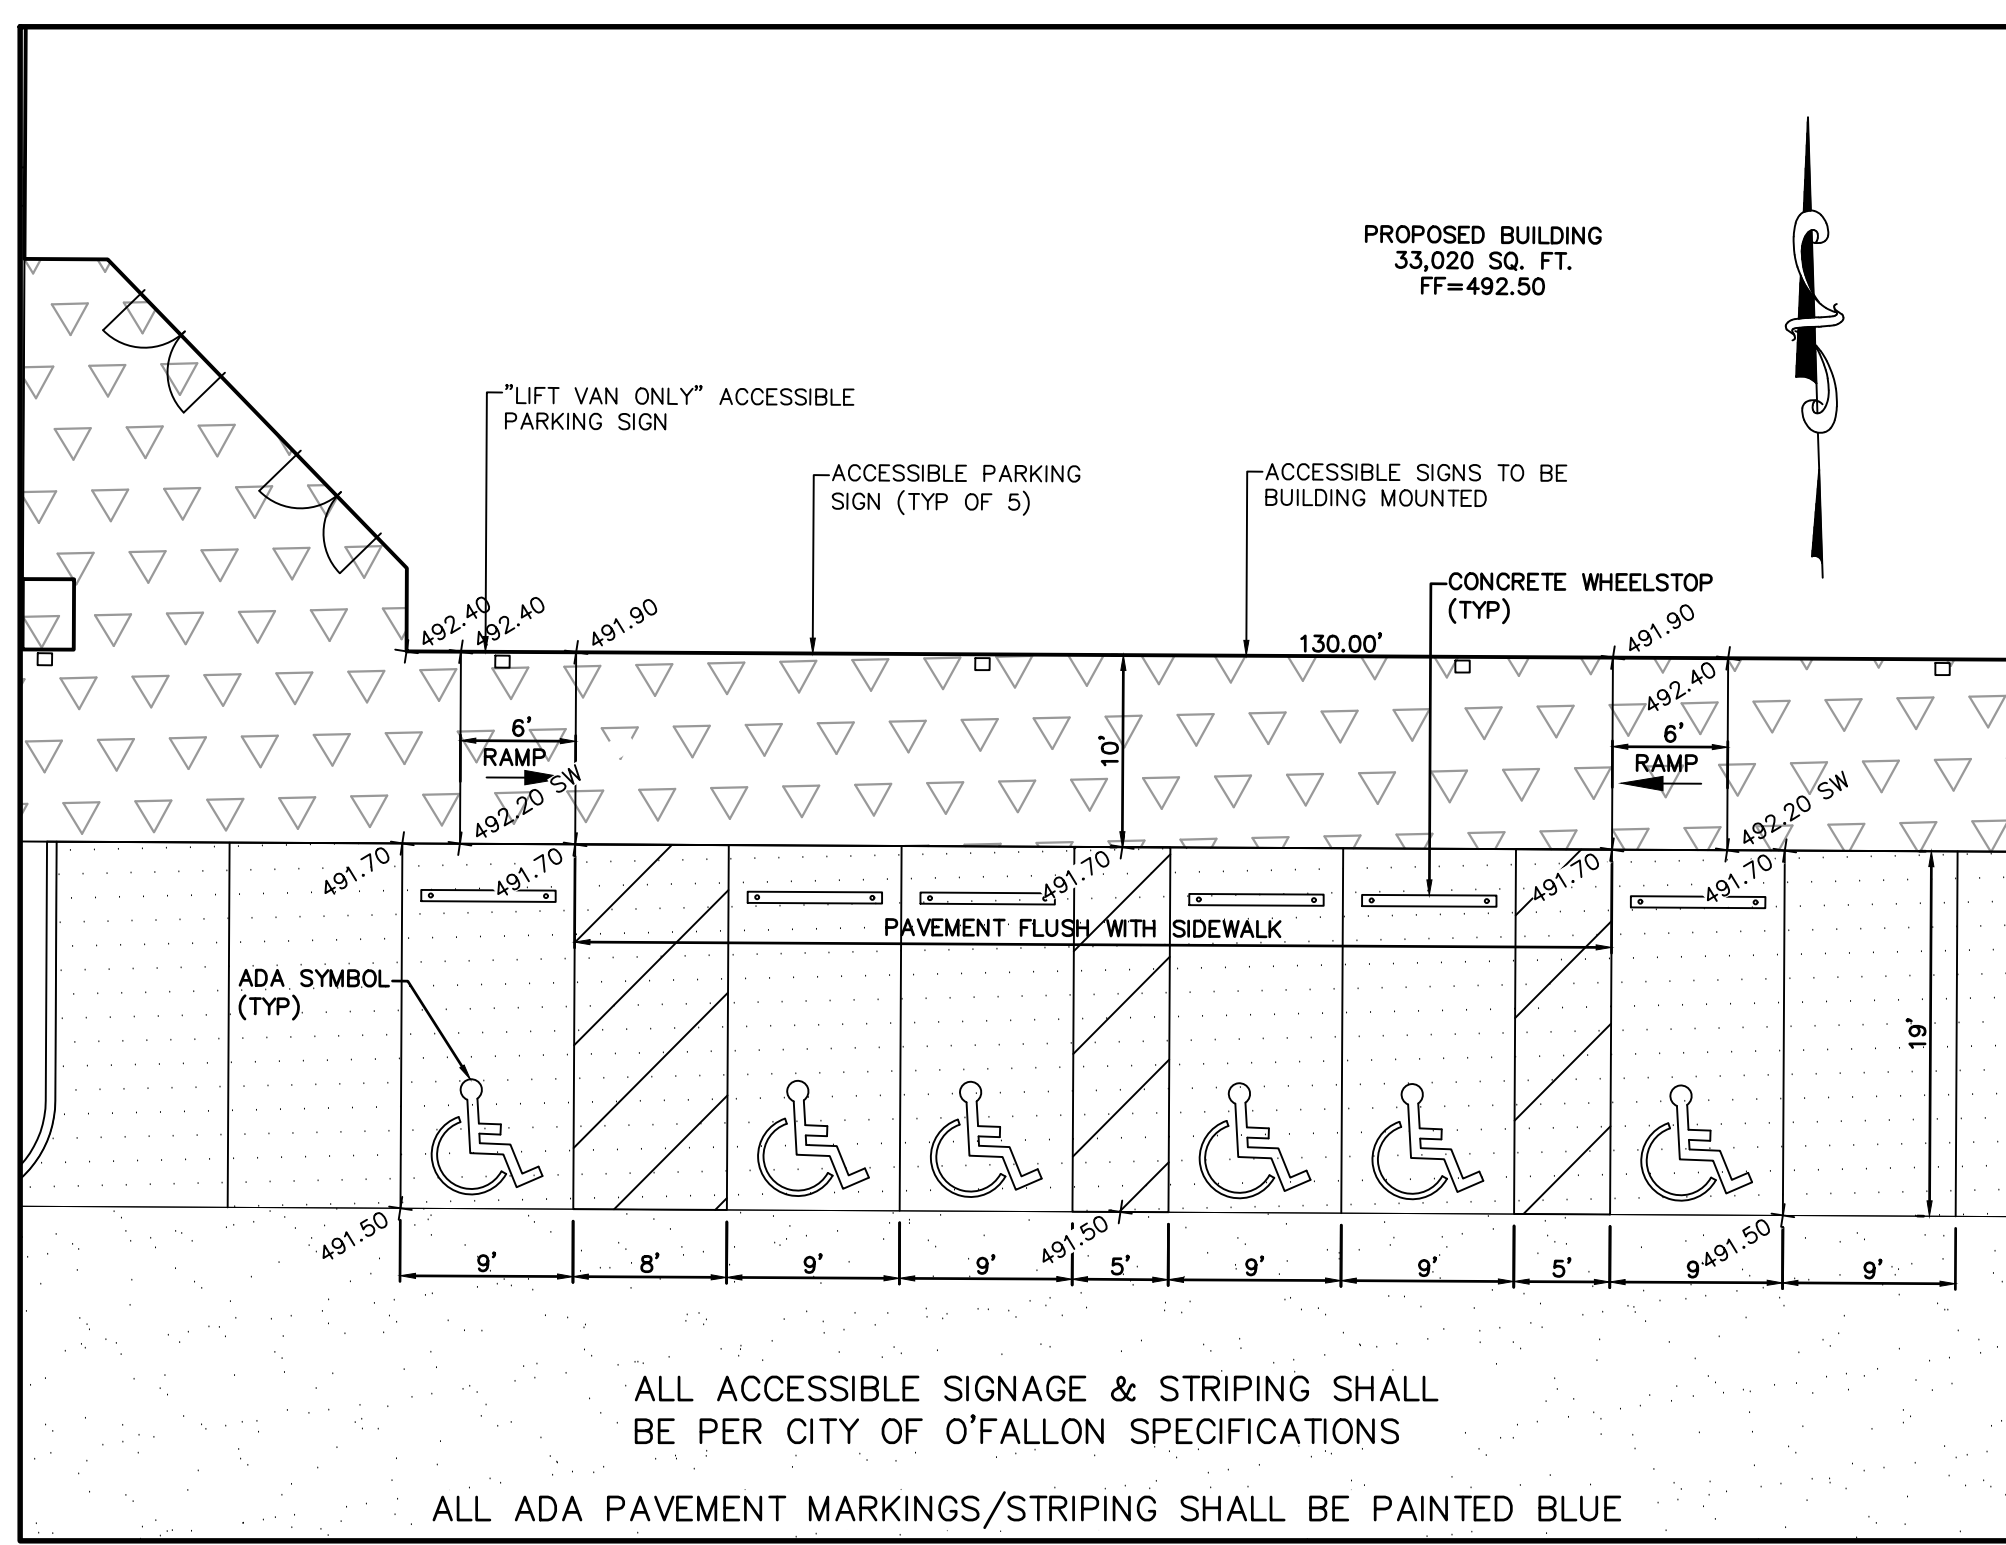 PROPOSED BUILDING
33,020 SQ. FT.
FF=492.50
"LIFT VAN ONLY" ACCESSIBLE
PARKING SIGN
ACCESSIBLE PARKING
SIGN (TYP OF 5)
ACCESSIBLE SIGNS TO BE
BUILDING MOUNTED
CONCRETE WHEELSTOP
(TYP)
492.40
492.40
491.90
130.00'
491.90
492.40
6'
RAMP
10'
6'
RAMP
492.20 SW
492.20 SW
491.70
491.70
491.70
491.70
491.70
PAVEMENT FLUSH WITH SIDEWALK
ADA SYMBOL
(TYP)
19'
491.50
491.50
491.50
9'
8'
9'
9'
5'
9'
9'
5'
9
9'
ALL ACCESSIBLE SIGNAGE & STRIPING SHALL
BE PER CITY OF O'FALLON SPECIFICATIONS
ALL ADA PAVEMENT MARKINGS/STRIPING SHALL BE PAINTED BLUE